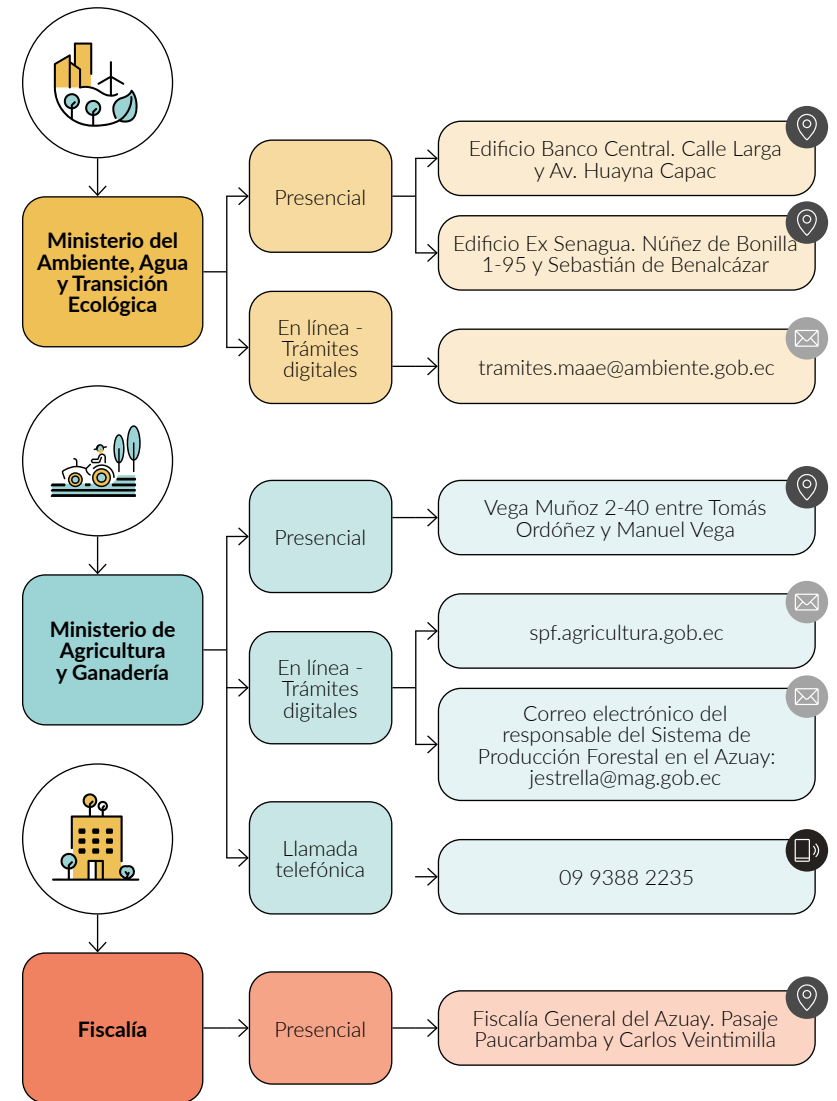 Ministerio del
Ambiente, Agua
y Transición
Ecológica
Presencial
Edificio Banco Central. Calle Larga
y Av. Huayna Capac
Edificio Ex Senagua. Núñez de Bonilla
1-95 y Sebastián de Benalcázar
En línea -
Trámites
digitales
tramites.maae@ambiente.gob.ec
Ministerio de
Agricultura
y Ganadería
Presencial
Vega Muñoz 2-40 entre Tomás
Ordóñez y Manuel Vega
En línea -
Trámites
digitales
spf.agricultura.gob.ec
Correo electrónico del
responsable del Sistema de
Producción Forestal en el Azuay:
jestrella@mag.gob.ec
Llamada
telefónica
09 9388 2235
Fiscalía
Presencial
Fiscalía General del Azuay. Pasaje
Paucarbamba y Carlos Veintimilla